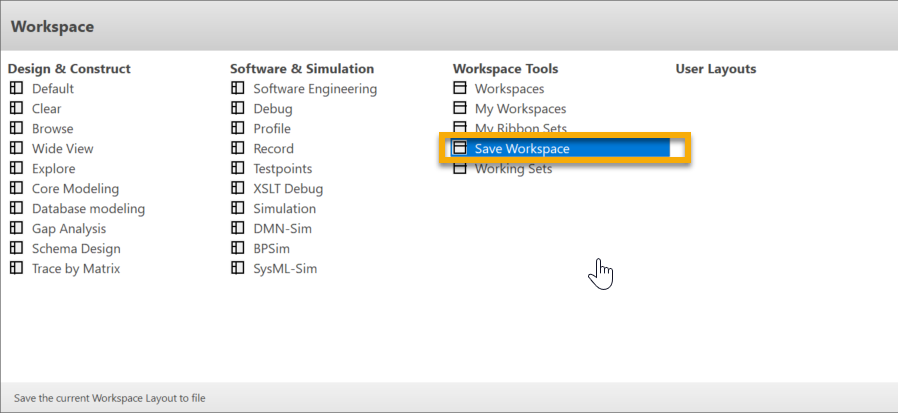 Workspace
Design & Construct
Default
Clear
Browse
Wide View
Explore
Core Modeling
Database modeling
Gap Analysis
Schema Design
Trace by Matrix
Software & Simulation
Software Engineering
Debug
Profile
Record
Testpoints
XSLT Debug
Simulation
DMN-Sim
BPSim
SysML-Sim
Workspace Tools
Workspaces
My Workspaces
My Ribbon Sets
Save Workspace
Working Sets
User Layouts
Save the current Workspace Layout to file